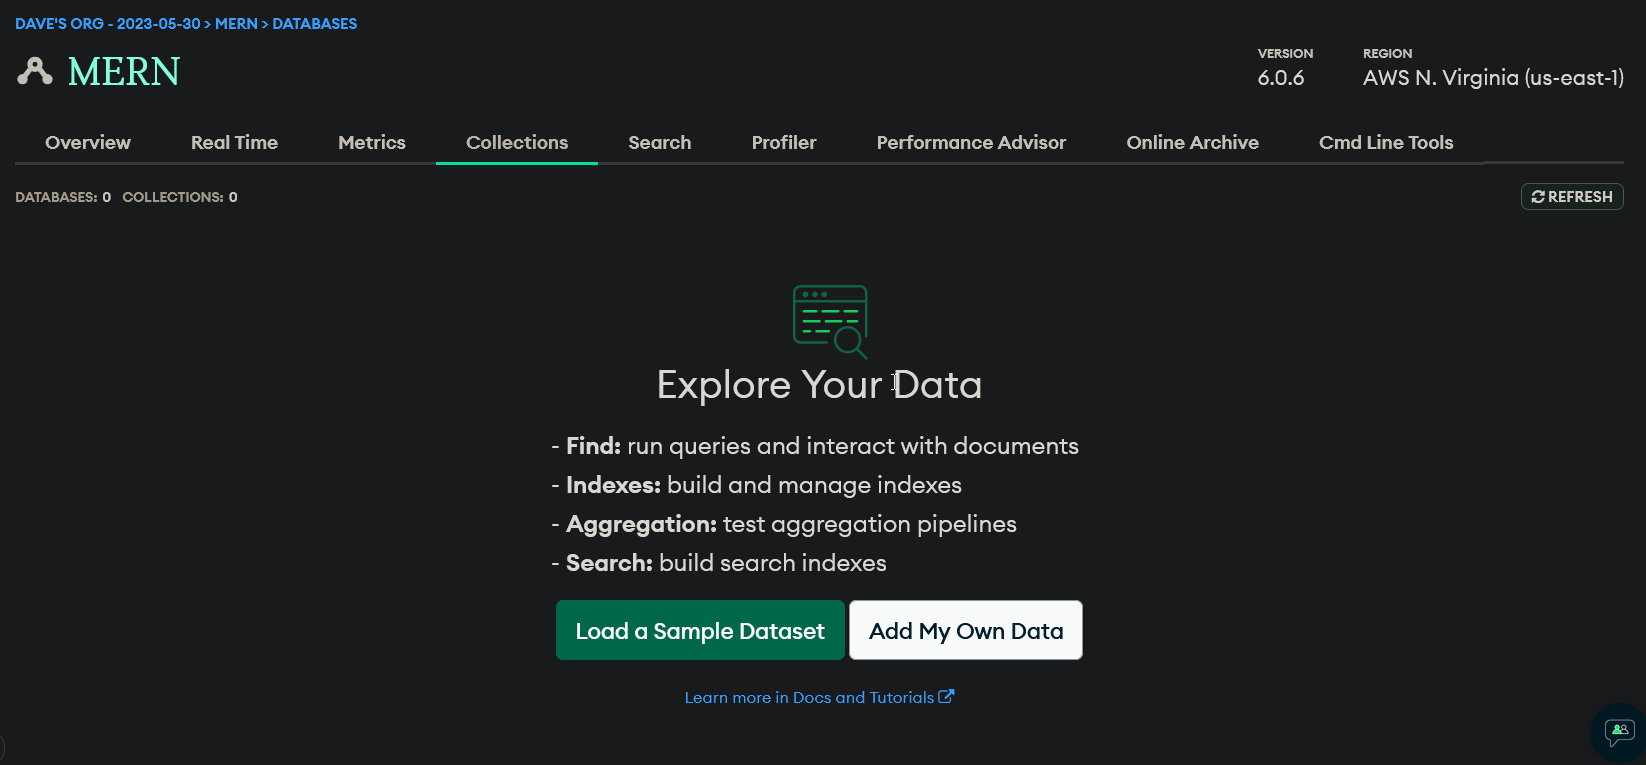 DAVE'S ORG - 2023-05-30 > MERN > DATABASES
MERN
VERSION
6.0.6
REGION
AWS N. Virginia (us-east-1)
Overview Real Time Metrics Collections Search Profiler Performance Advisor Online Archive Cmd Line Tools
DATABASES: 0 COLLECTIONS: 0
REFRESH
Explore Your Data
- Find: run queries and interact with documents
- Indexes: build and manage indexes
- Aggregation: test aggregation pipelines
- Search: build search indexes
Load a Sample Dataset
Add My Own Data
Learn more in Docs and Tutorials